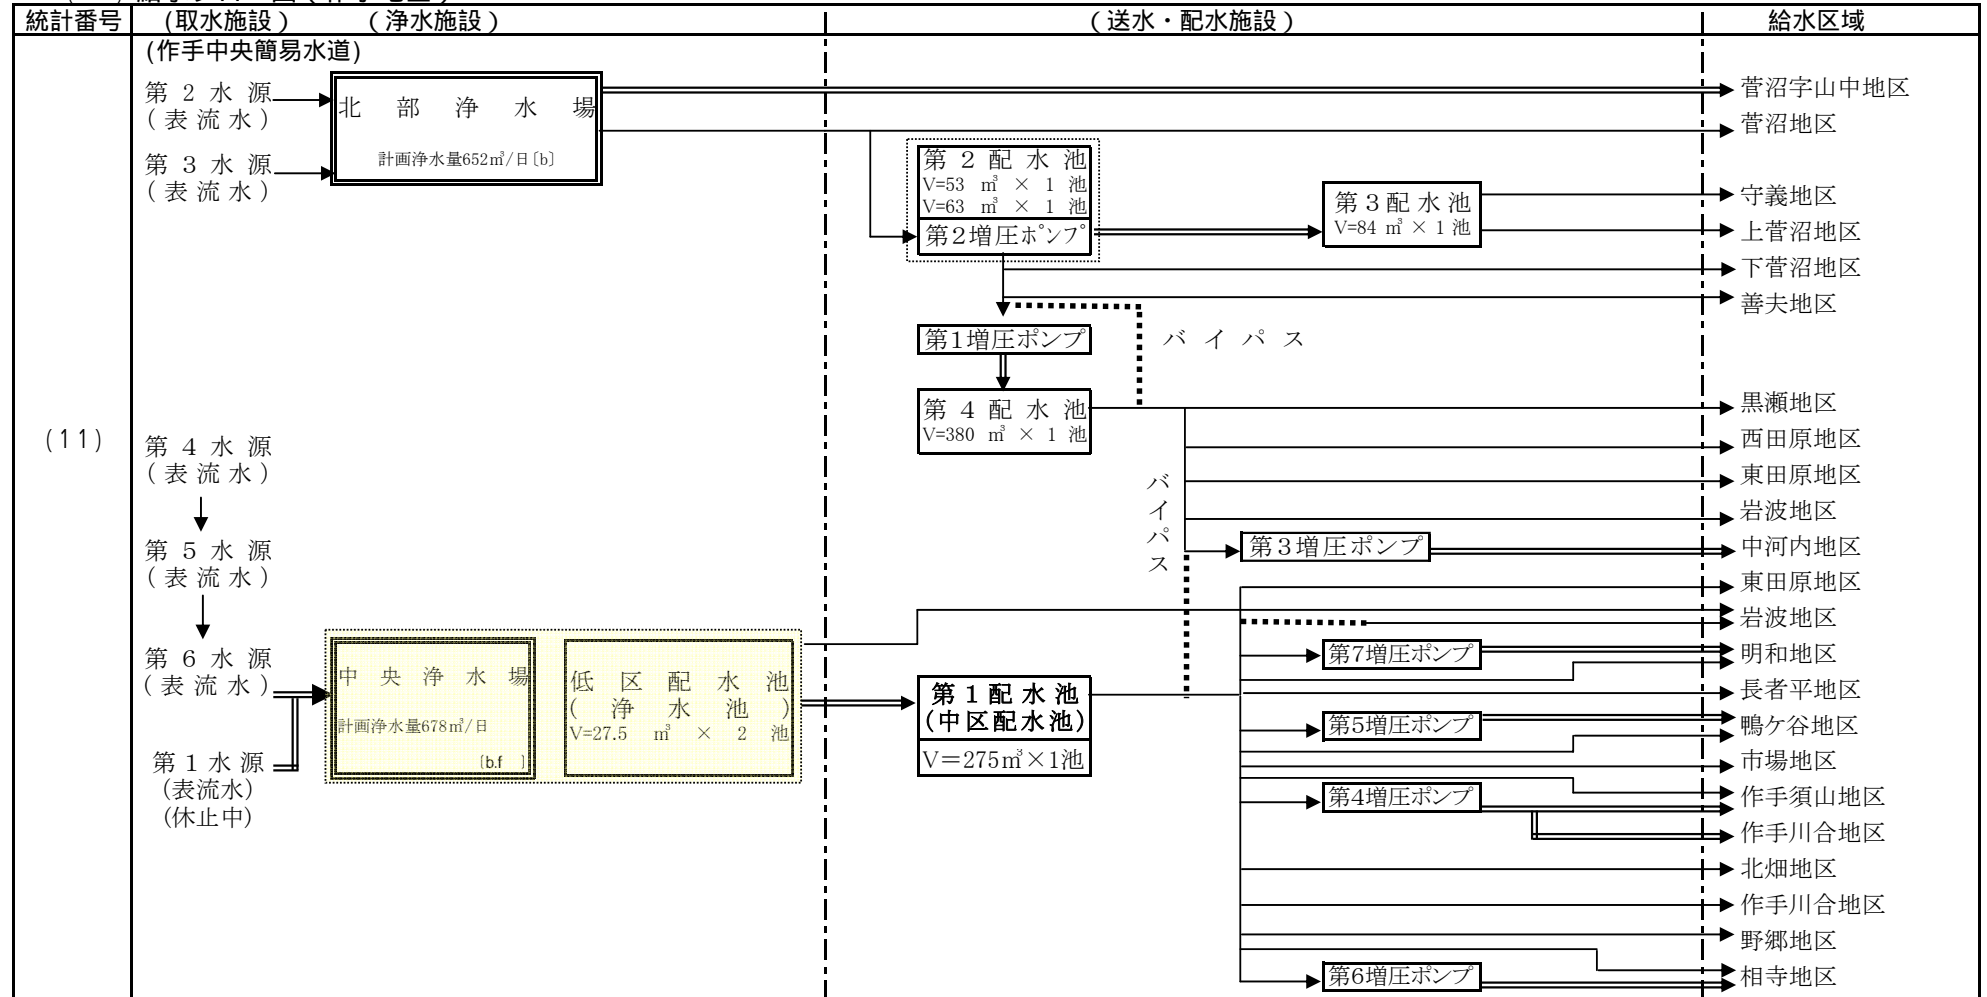 統計番号 (取水施設) (浄水施設) (送水・配水施設) 給水区域
(作手中央簡易水道)
第2水源
(表流水)
第3水源
(表流水)
北部浄水場
計画浄水量652㎥/日〔b〕
第2配水池
V=53 ㎥ × 1 池
V=63 ㎥ × 1 池
第2増圧ポンプ
第3配水池
V=84 ㎥ × 1 池
菅沼字山中地区
菅沼地区
守義地区
上菅沼地区
下菅沼地区
善夫地区
第1増圧ポンプ
バイパス
第4配水池
V=380 ㎥ × 1 池
バイパス
第3増圧ポンプ
黒瀬地区
西田原地区
東田原地区
岩波地区
中河内地区
(11)
第4水源
(表流水)
第5水源
(表流水)
第6水源
(表流水)
第1水源
(表流水)
(休止中)
中央浄水場
計画浄水量678㎥/日
〔b.f 〕
低区配水池
(浄水池)
V=27.5 ㎥ × 2 池
第1配水池
(中区配水池)
V=275㎥×1池
第7増圧ポンプ
第5増圧ポンプ
第4増圧ポンプ
第6増圧ポンプ
東田原地区
岩波地区
明和地区
長者平地区
鴨ケ谷地区
市場地区
作手須山地区
作手川合地区
北畑地区
作手川合地区
野郷地区
相寺地区